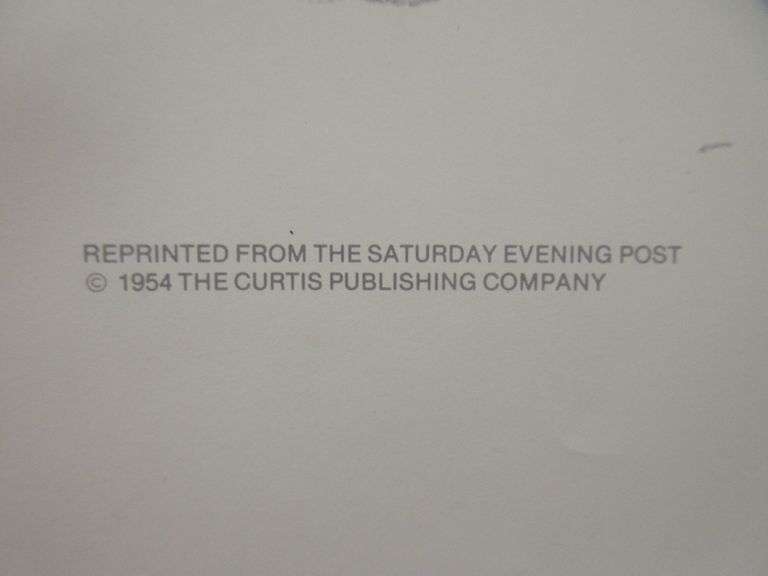 REPRINTED FROM THE SATURDAY EVENING POST
© 1954 THE CURTIS PUBLISHING COMPANY